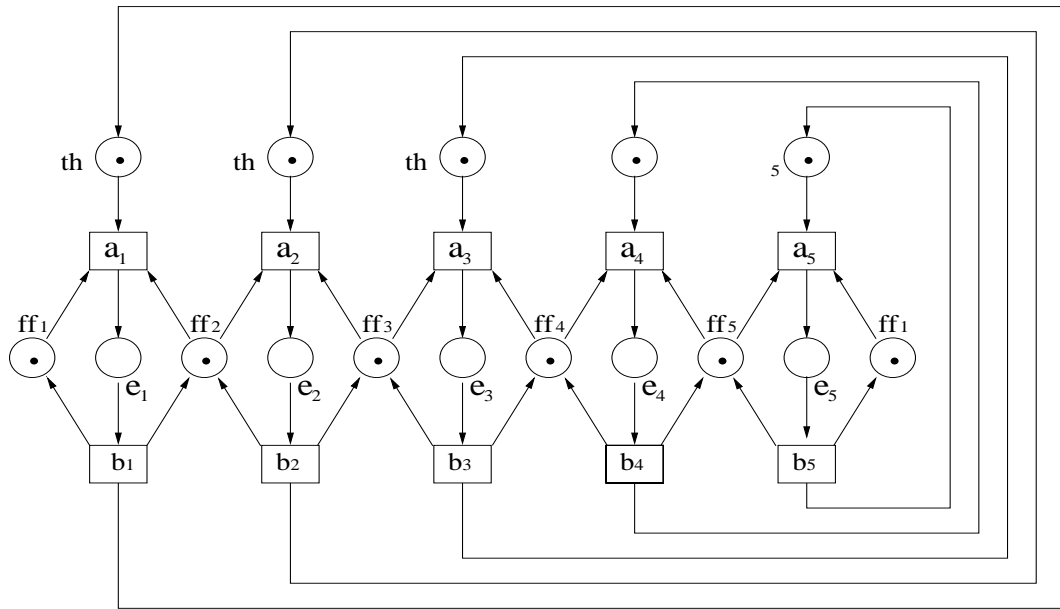 th th th 5
a1 a2 a3 a4 a5
ff1 ff2 ff3 ff4 ff5 ff1
e1 e2 e3 e4 e5
b1 b2 b3 b4 b5